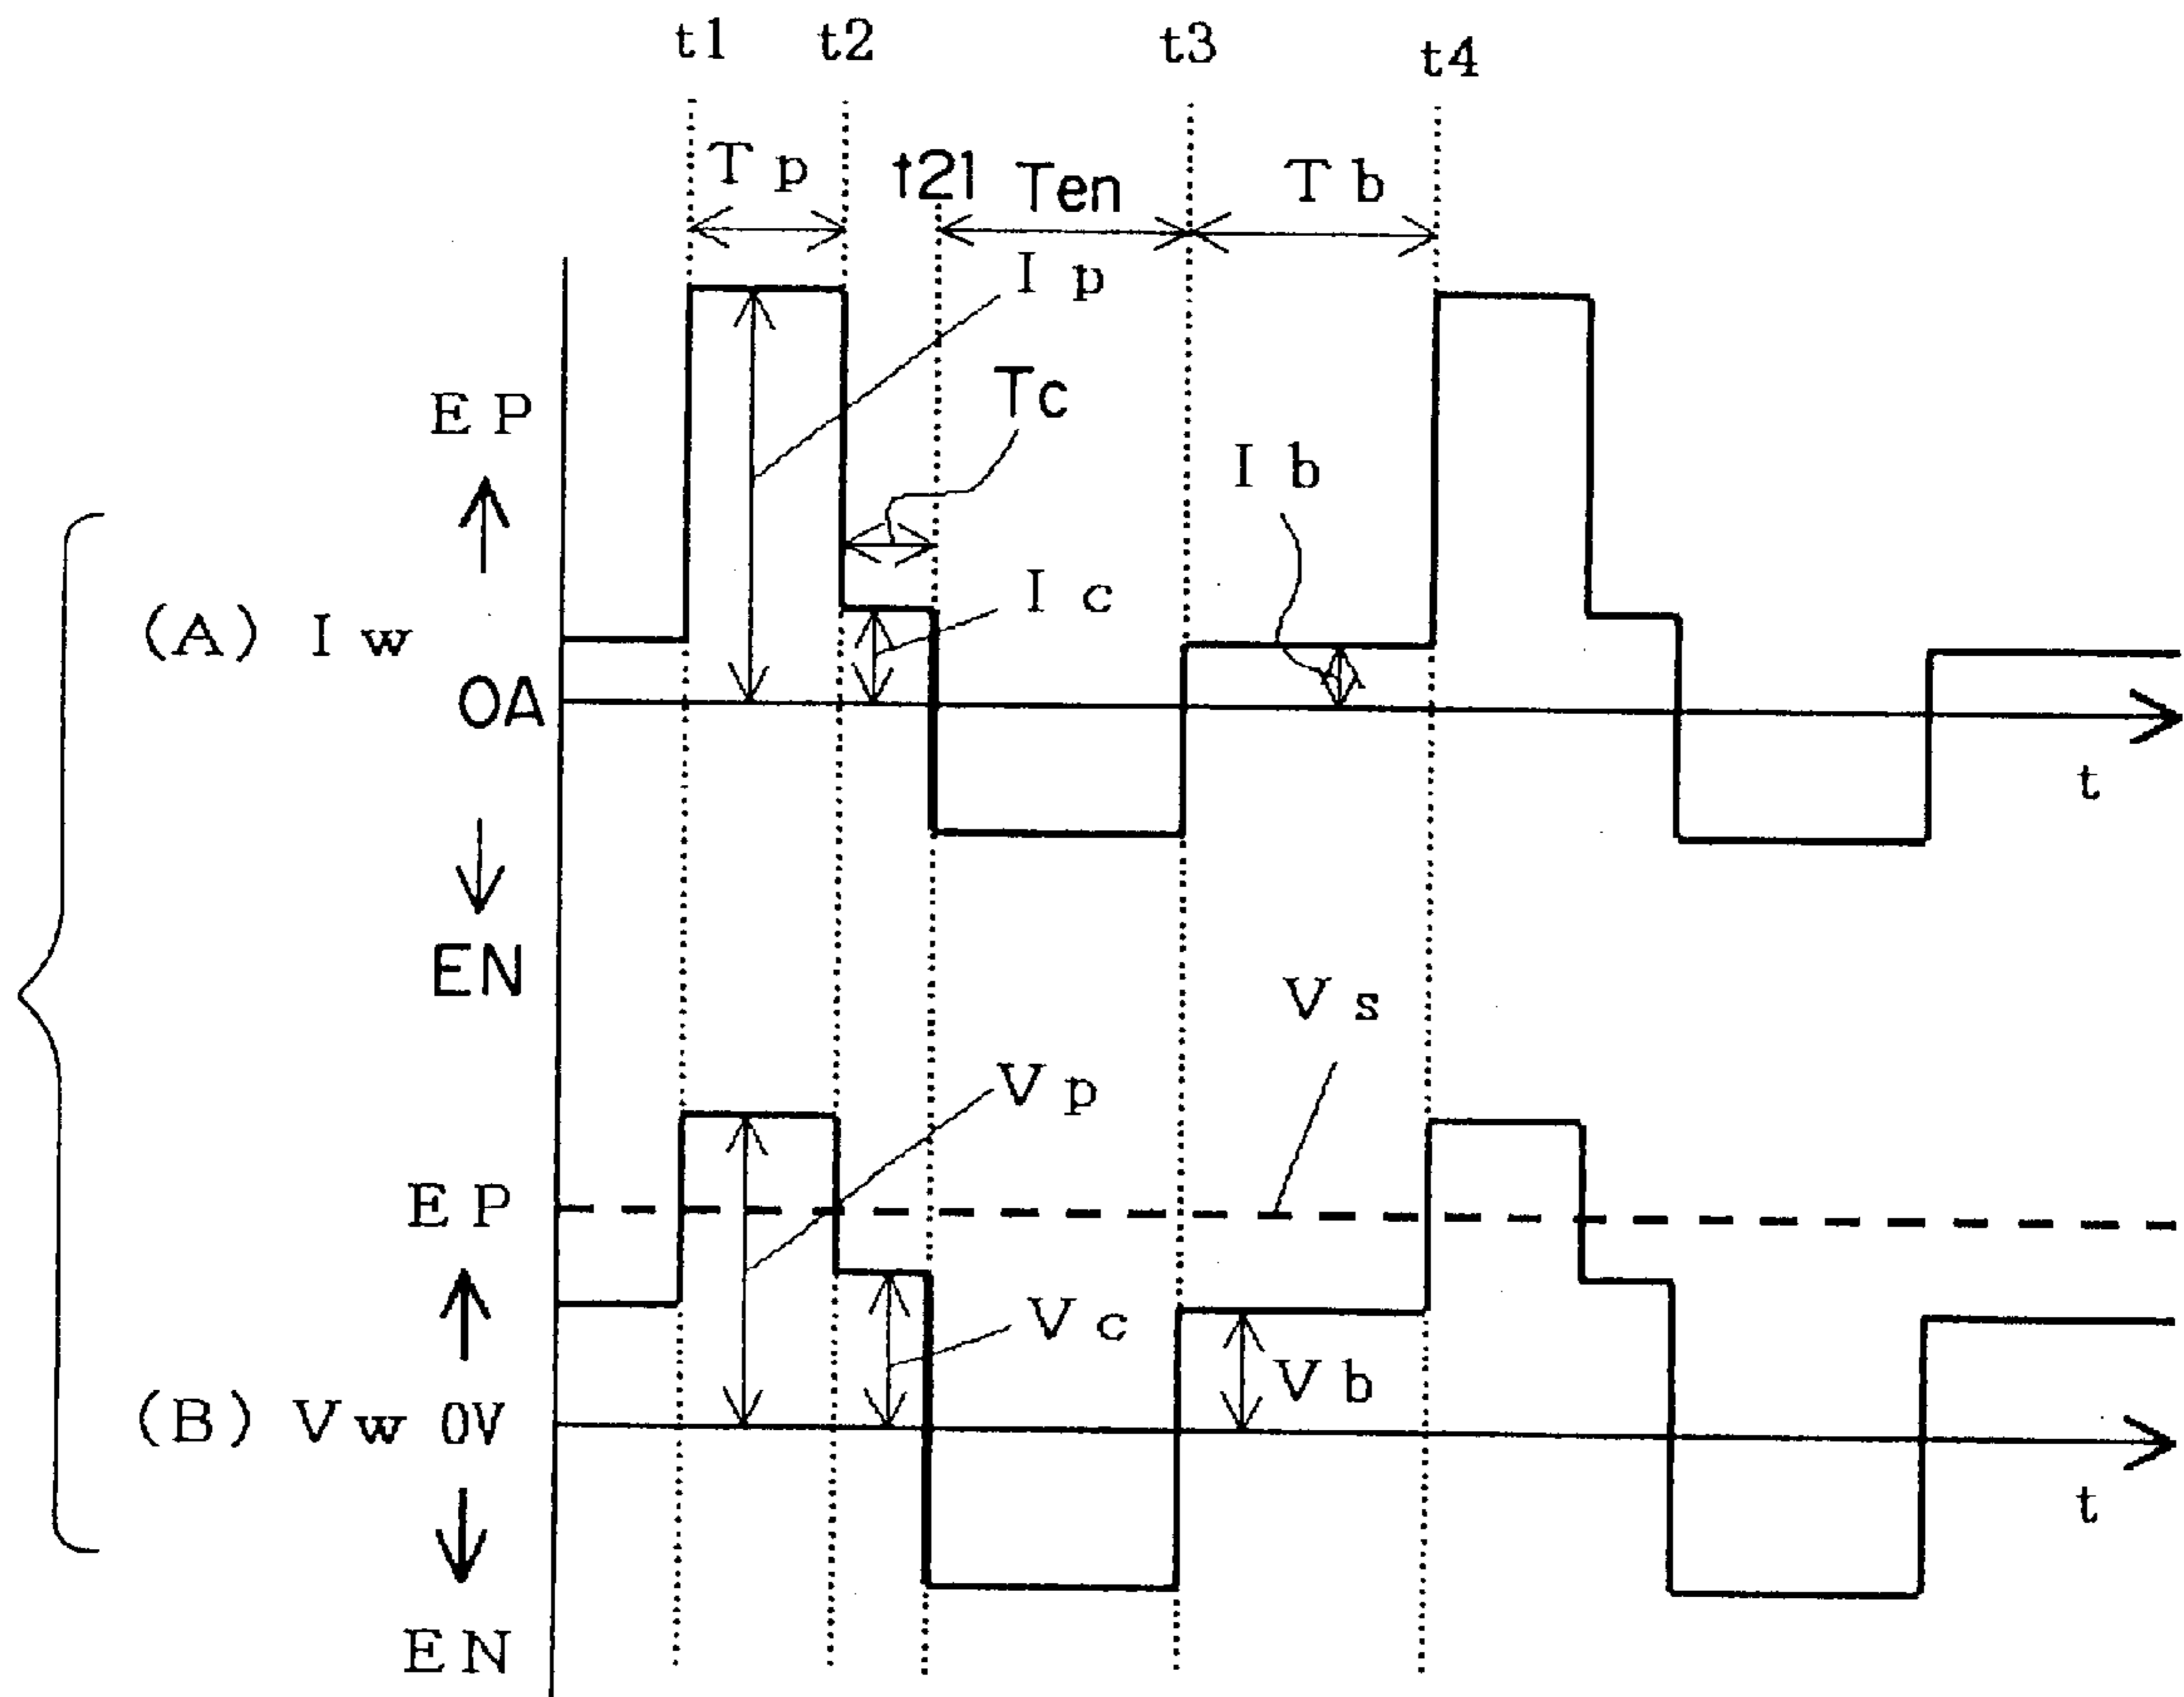 t1 t2 t3 t4
Tp t21 Ten Tb
Ip
EP Tc
Ib
Ic
(A) Iw
0A
t
EN
Vs
Vp
EP
Vc
Vb
(B) Vw 0V
t
EN